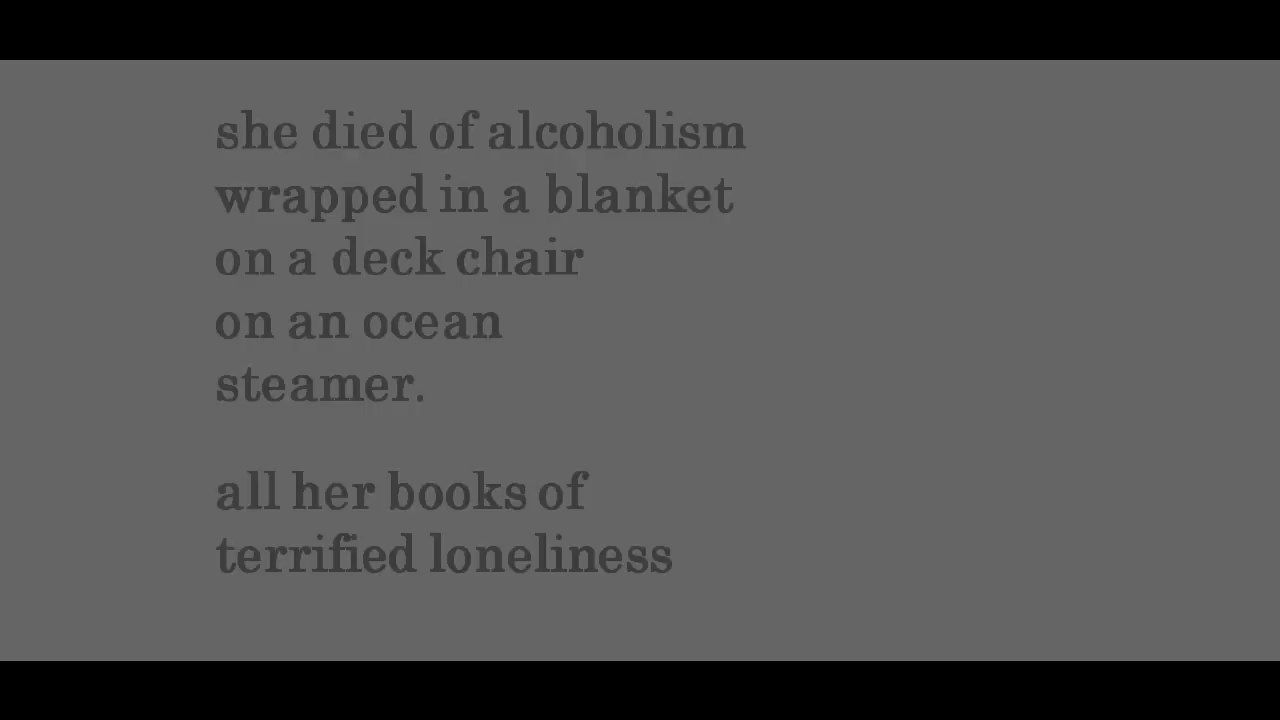 she died of alcoholism
wrapped in a blanket
on a deck chair
on an ocean
steamer.
all her books of
terrified loneliness